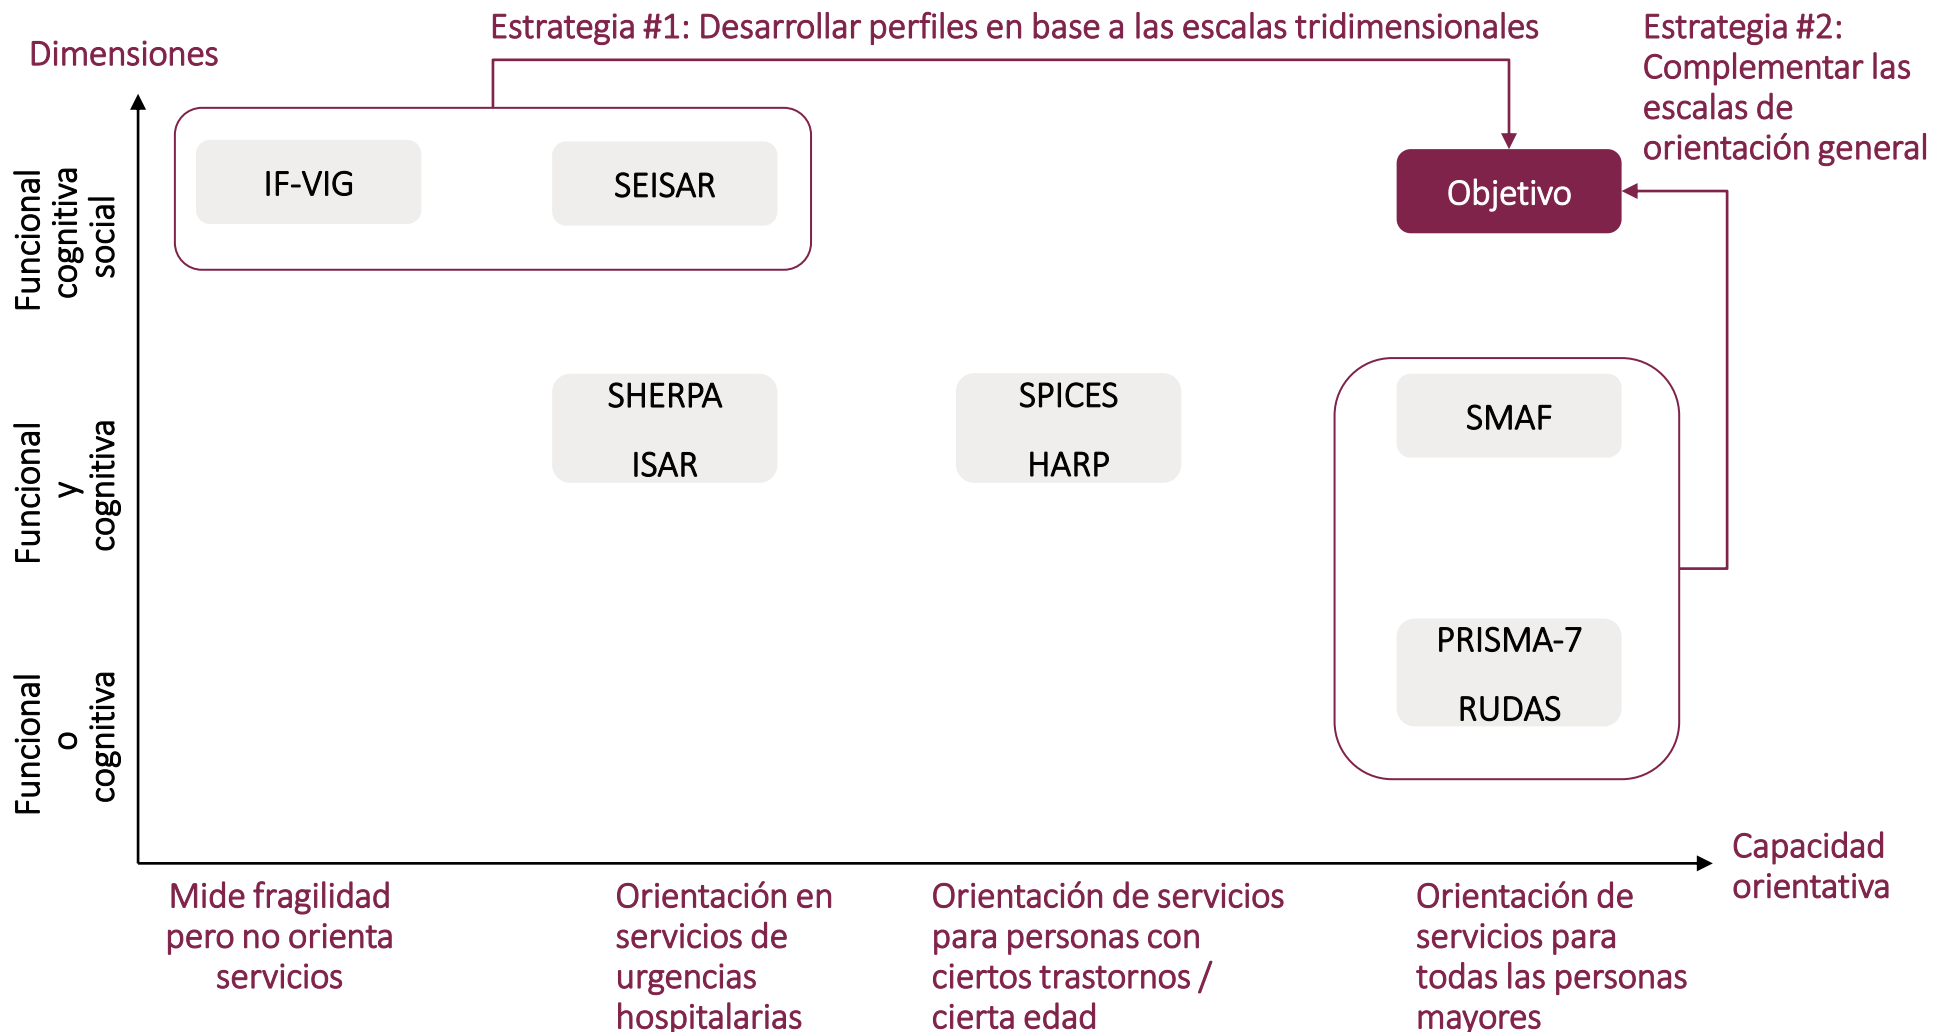 Estrategia #1: Desarrollar perfiles en base a las escalas tridimensionales
Estrategia #2:
Complementar las
escalas de
orientación general
Dimensiones
Funcional
cognitiva
social
IF-VIG
SEISAR
Objetivo
Funcional
y
cognitiva
SHERPA
ISAR
SPICES
HARP
SMAF
Funcional
o
cognitiva
PRISMA-7
RUDAS
Capacidad
orientativa
Mide fragilidad
pero no orienta
servicios
Orientación en
servicios de
urgencias
hospitalarias
Orientación de servicios
para personas con
ciertos trastornos /
cierta edad
Orientación de
servicios para
todas las personas
mayores